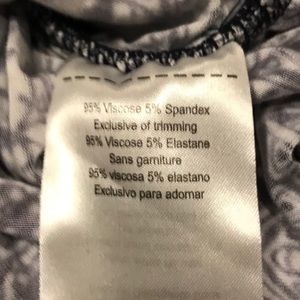 95% Viscose 5% Spandex
Exclusive of trimming
95% Viscose 5% Elastane
Sans garniture
95% viscosa 5% elastano
Exclusivo para adornar